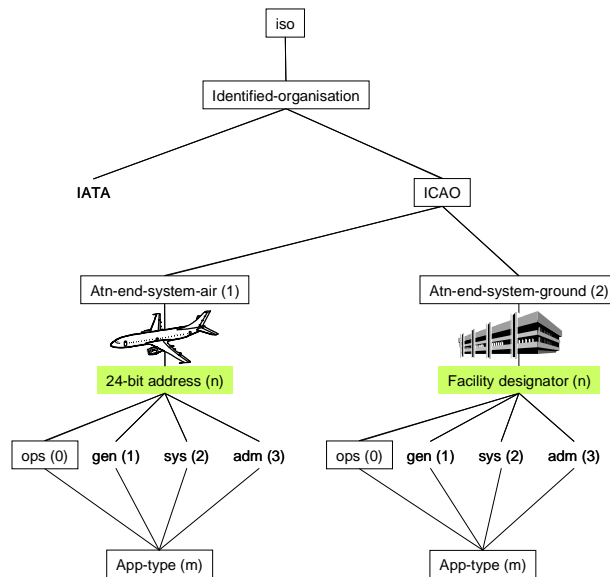 iso
Identified-organisation
IATA
ICAO
Atn-end-system-air (1)
Atn-end-system-ground (2)
24-bit address (n)
Facility designator (n)
ops (0)
gen (1)
sys (2)
adm (3)
ops (0)
gen (1)
sys (2)
adm (3)
App-type (m)
App-type (m)